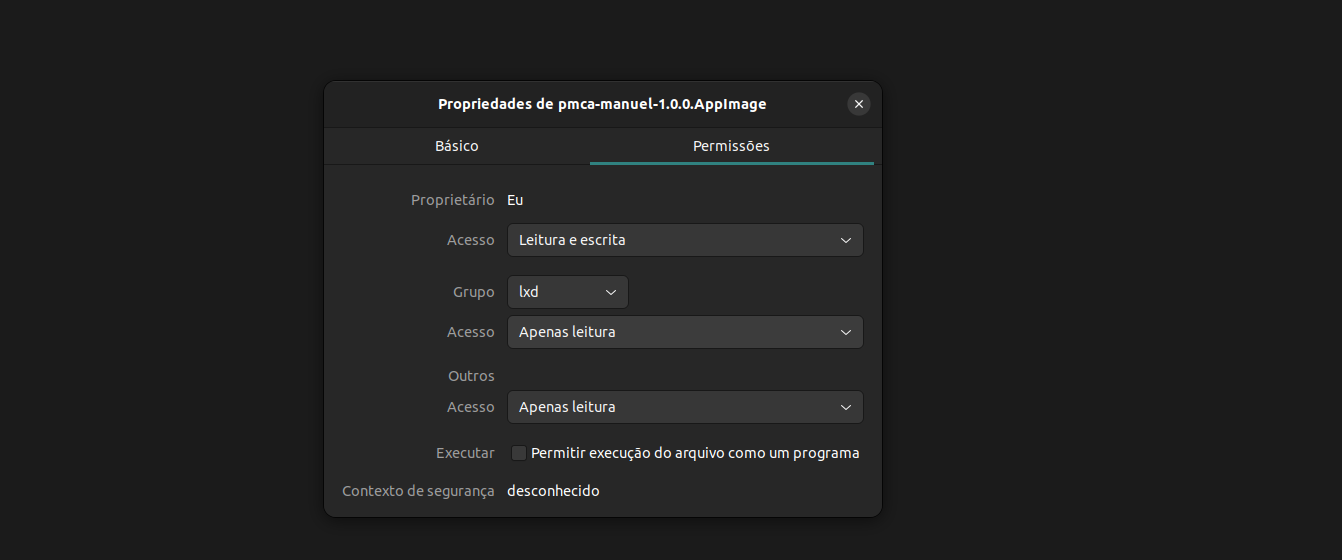 Propriedades de pmca-manuel-1.0.0.AppImage
Básico
Permissões
Proprietário Eu
Acesso Leitura e escrita
Grupo lxd
Acesso Apenas leitura
Outros
Acesso Apenas leitura
Executar Permitir execução do arquivo como um programa
Contexto de segurança desconhecido